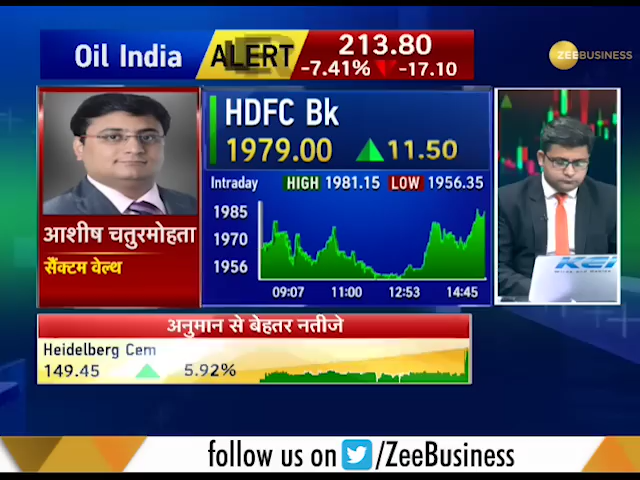 Oil India
ALERT
213.80
-7.41% -17.10
ZEEBUSINESS
HDFC Bk
1979.00 11.50
Intraday HIGH 1981.15 LOW 1956.35
1985
1970
1956
09:07 11:00 12:53 14:45
आशीष चतुरमोहता
सैंक्टम वेल्थ
KEI
अनुमान से बेहतर नतीजे
Heidelberg Cem
149.45 5.92%
follow us on /ZeeBusiness